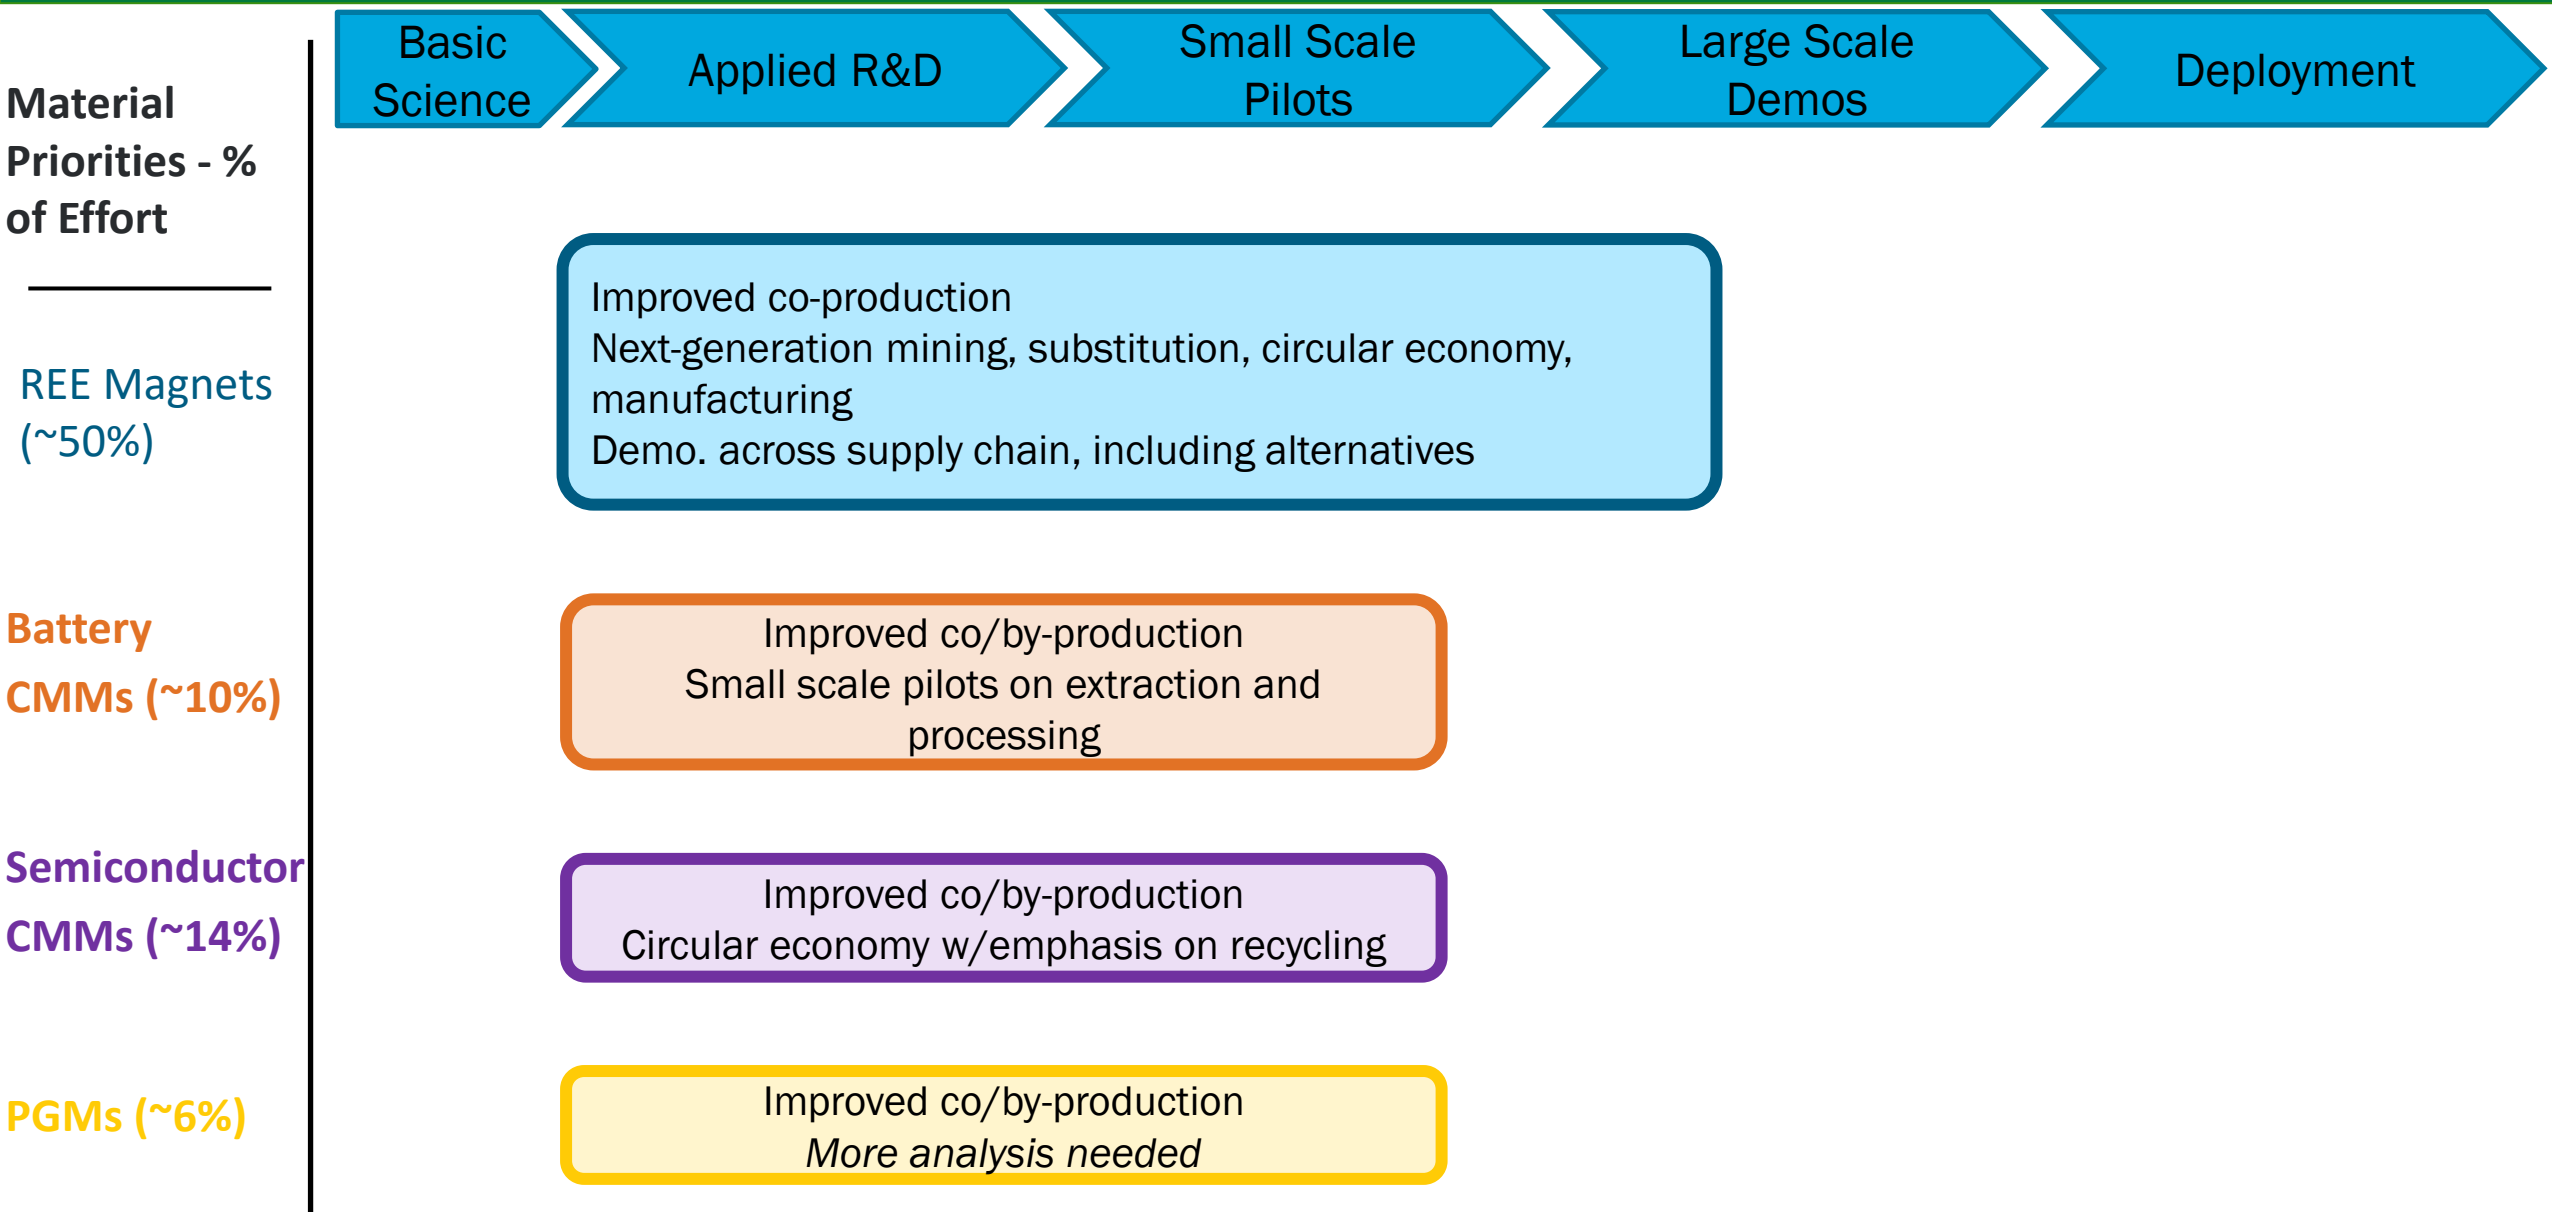 Basic
Science
Applied R&D
Small Scale
Pilots
Large Scale
Demos
Deployment
Material
Priorities - %
of Effort
REE Magnets
(~50%)
Improved co-production
Next-generation mining, substitution, circular economy,
manufacturing
Demo. across supply chain, including alternatives
Battery
CMMs (~10%)
Improved co/by-production
Small scale pilots on extraction and
processing
Semiconductor
CMMs (~14%)
Improved co/by-production
Circular economy w/emphasis on recycling
PGMs (~6%)
Improved co/by-production
More analysis needed